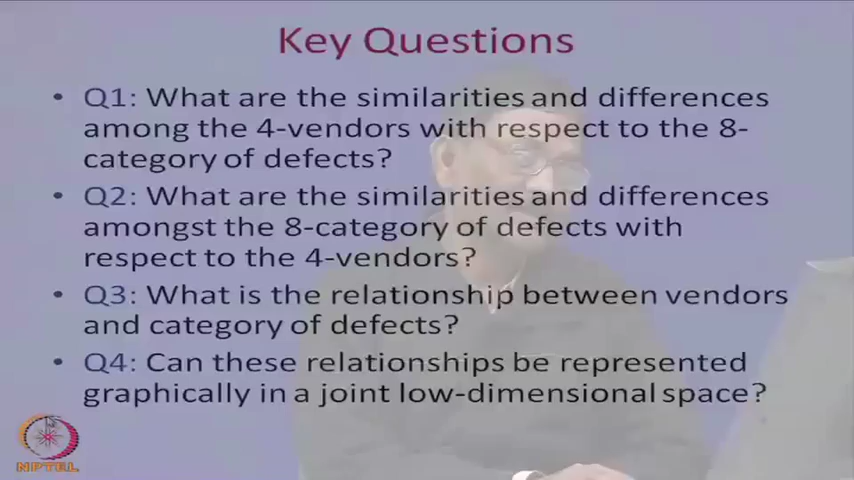 Key Questions
• Q1: What are the similarities and differences
among the 4-vendors with respect to the 8-
category of defects?
• Q2: What are the similarities and differences
amongst the 8-category of defects with
respect to the 4-vendors?
• Q3: What is the relationship between vendors
and category of defects?
• Q4: Can these relationships be represented
graphically in a joint low-dimensional space?
NPTEL